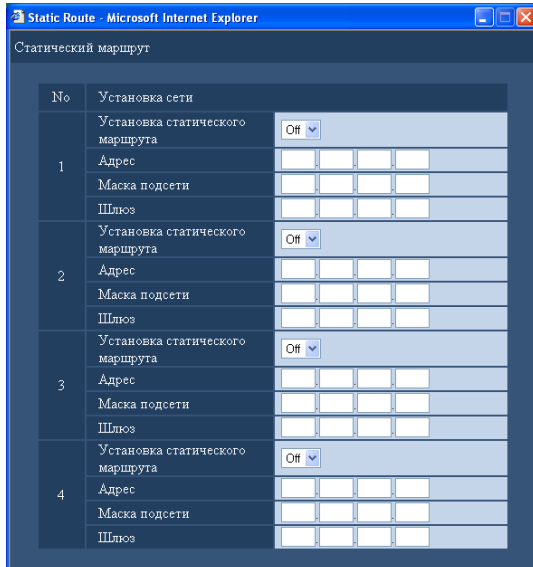 Static Route - Microsoft Internet Explorer
Статический маршрут
No Установка сети
1
Установка статического
маршрута
Off
Адрес
Маска подсети
Шлюз
2
Установка статического
маршрута
Off
Адрес
Маска подсети
Шлюз
3
Установка статического
маршрута
Off
Адрес
Маска подсети
Шлюз
4
Установка статического
маршрута
Off
Адрес
Маска подсети
Шлюз